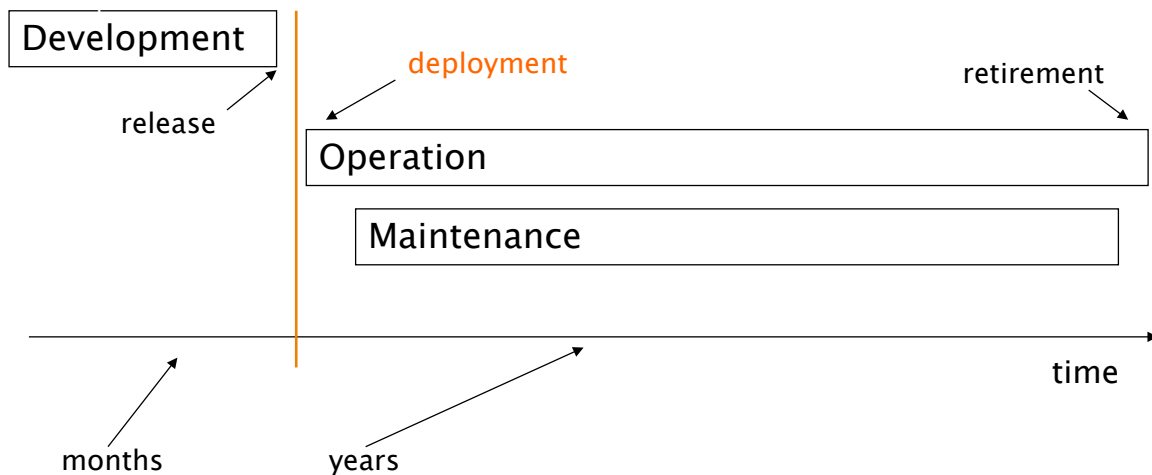 Development
deployment
retirement
release
Operation
Maintenance
time
months
years